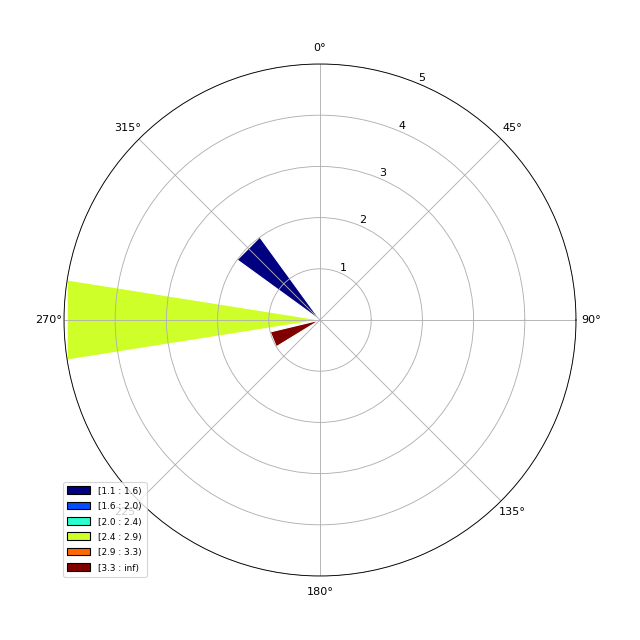 0°
5
315°
45°
4
3
2
1
270°
90°
[1.1 : 1.6)
[1.6 : 2.0)
225°
135°
[2.0 : 2.4)
[2.4 : 2.9)
[2.9 : 3.3)
[3.3 : inf)
180°